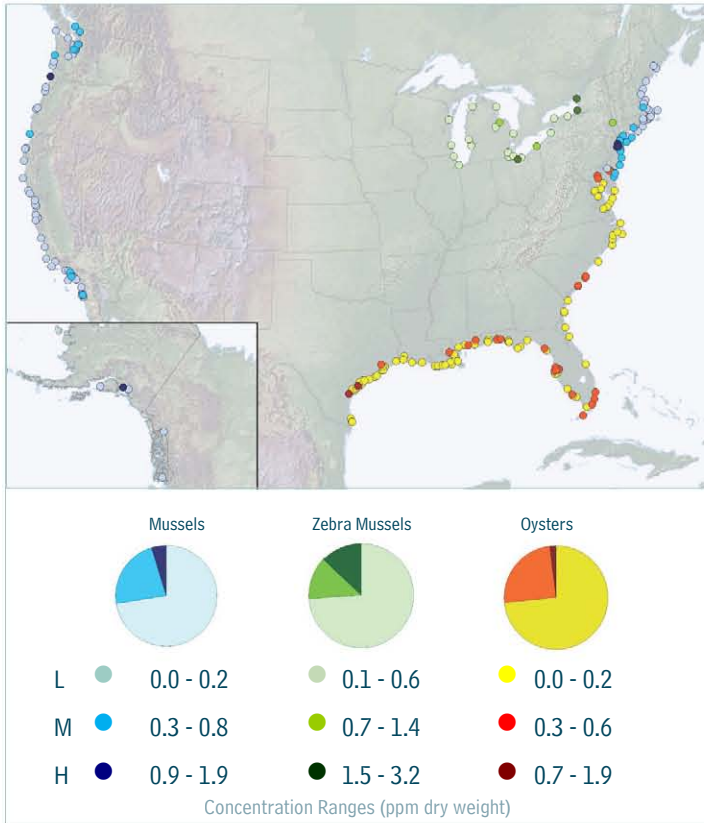 Mussels Zebra Mussels Oysters
L 0.0 - 0.2 0.1 - 0.6 0.0 - 0.2
M 0.3 - 0.8 0.7 - 1.4 0.3 - 0.6
H 0.9 - 1.9 1.5 - 3.2 0.7 - 1.9
Concentration Ranges (ppm dry weight)